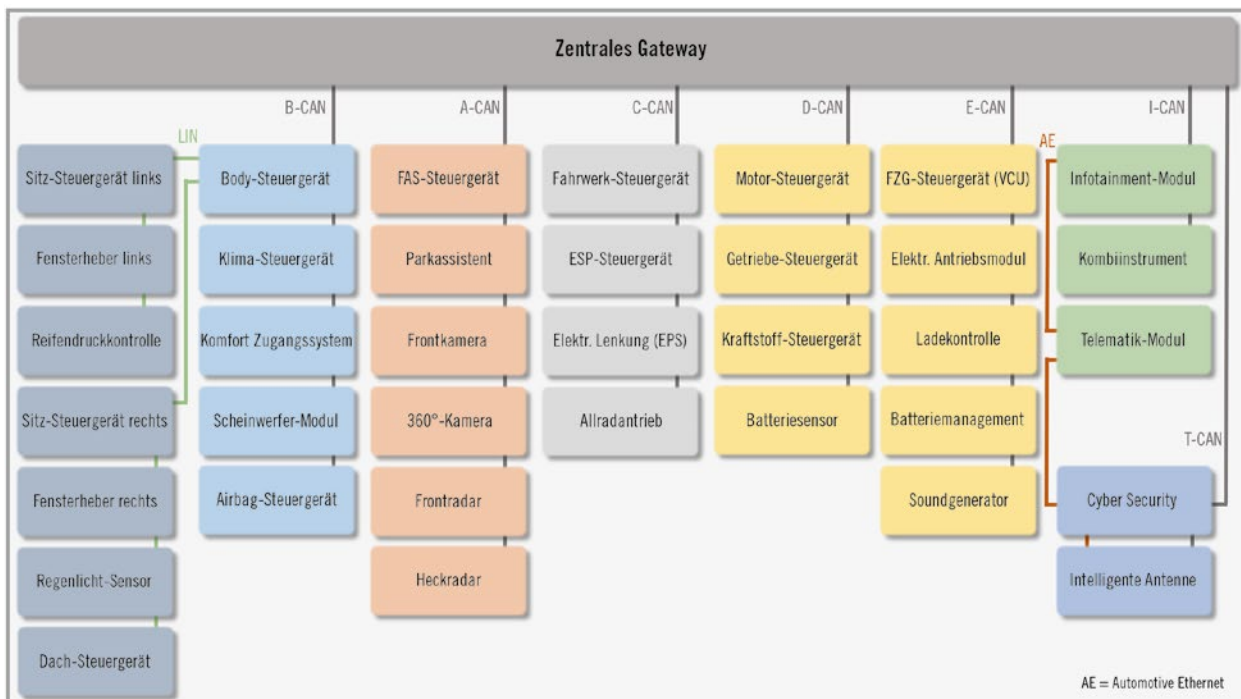 Zentrales Gateway
B-CAN
A-CAN
C-CAN
D-CAN
E-CAN
I-CAN
LIN
AE
Sitz-Steuergerät links
Body-Steuergerät
FAS-Steuergerät
Fahrwerk-Steuergerät
Motor-Steuergerät
FZG-Steuergerät (VCU)
Infotainment-Modul
Fensterheber links
Klima-Steuergerät
Parkassistent
ESP-Steuergerät
Getriebe-Steuergerät
Elektr. Antriebsmodul
Kombiinstrument
Reifendruckkontrolle
Komfort Zugangssystem
Frontkamera
Elektr. Lenkung (EPS)
Kraftstoff-Steuergerät
Ladekontrolle
Telematik-Modul
Sitz-Steuergerät rechts
Scheinwerfer-Modul
360°-Kamera
Allradantrieb
Batteriesensor
Batteriemanagement
T-CAN
Fensterheber rechts
Airbag-Steuergerät
Frontradar
Soundgenerator
Cyber Security
Regenlicht-Sensor
Heckradar
Intelligente Antenne
Dach-Steuergerät
AE = Automotive Ethernet